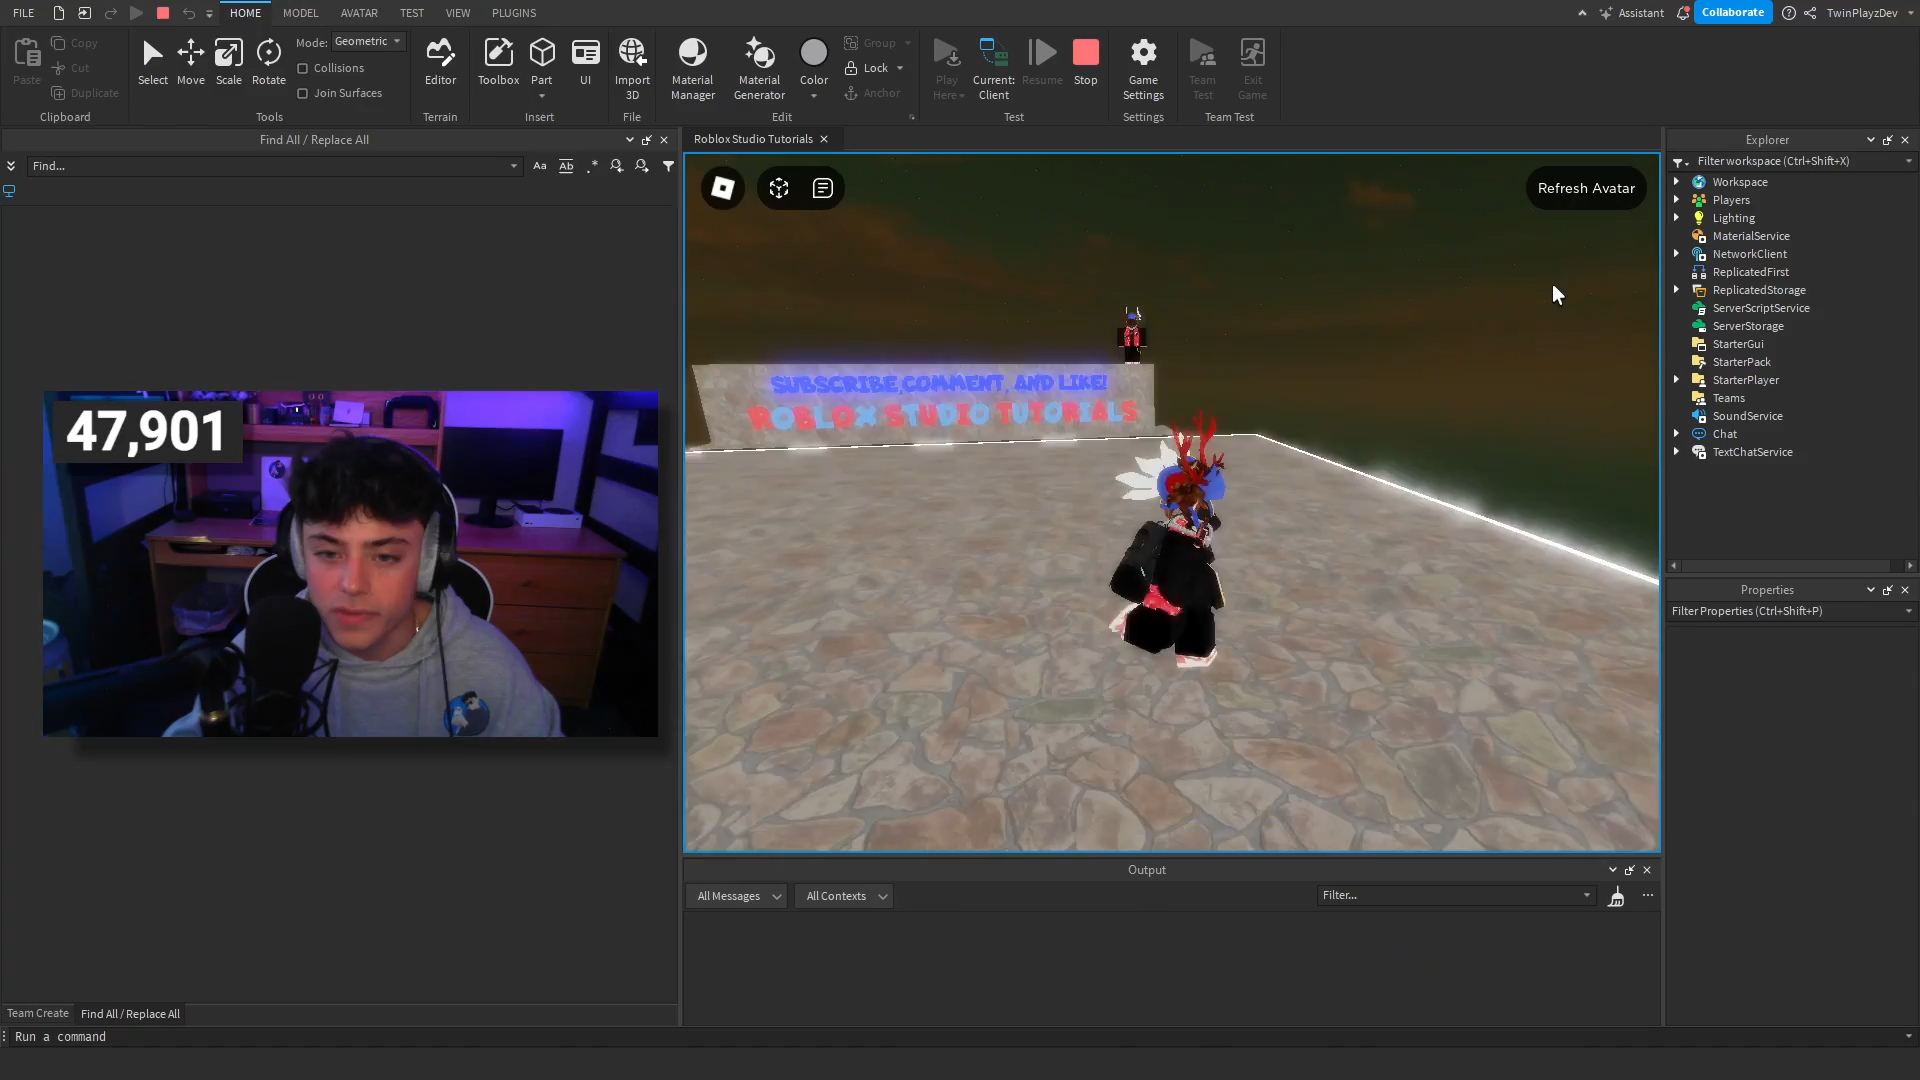 FILE HOME MODEL AVATAR TEST VIEW PLUGINS Assistant Collaborate TwinPlayzDev
Paste Copy Cut Duplicate
Clipboard
Select Move Scale Rotate
Mode: Geometric
Collisions
Join Surfaces
Tools
Editor
Terrain
Toolbox Part UI
Insert
Import 3D
File
Material Manager Material Generator Color
Group
Lock
Anchor
Edit
Play Here Current: Client Resume Stop
Test
Game Settings
Settings
Team Test Exit Game
Team Test
Find All / Replace All
Find...
Aa Ab .*
47,901
Team Create Find All / Replace All
Run a command
Roblox Studio Tutorials
Refresh Avatar
SUBSCRIBE,COMMENT, AND LIKE!
ROBLOX STUDIO TUTORIALS
Output
All Messages All Contexts Filter... ...
Explorer
Filter workspace (Ctrl+Shift+X)
Workspace
Players
Lighting
MaterialService
NetworkClient
ReplicatedFirst
ReplicatedStorage
ServerScriptService
ServerStorage
StarterGui
StarterPack
StarterPlayer
Teams
SoundService
Chat
TextChatService
Properties
Filter Properties (Ctrl+Shift+P)